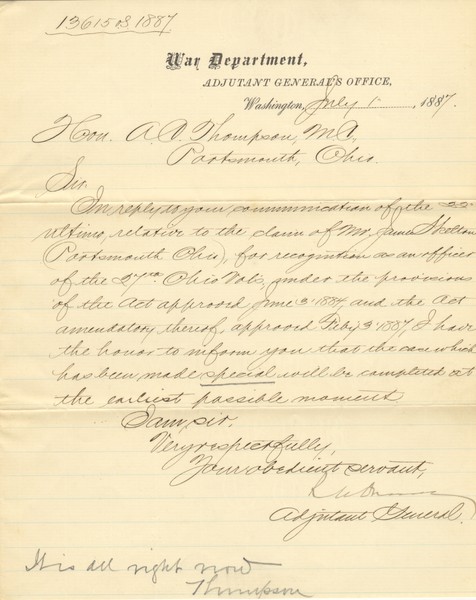 13615 B 1887
War Department,
ADJUTANT GENERAL'S OFFICE,
Washington, July 1, 1887.
Hon. A. C. Thompson, M.C.,
Portsmouth, Ohio.
Sir:
In reply to your communication of the 22
ultimo, relative to the claim of Mr. James Skelton
(Portsmouth Ohio), for recognition as an officer
of the 27th Ohio Vols, under the provisions
of the Act approved June 3 1884 and the Act
amendatory thereof, approved Feby 3 1887, I have
the honor to inform you that the case which
has been made special will be completed at
the earliest possible moment.
I am, sir,
Very respectfully,
Your obedient servant,
Adjutant General.
It is all right now
Thompson